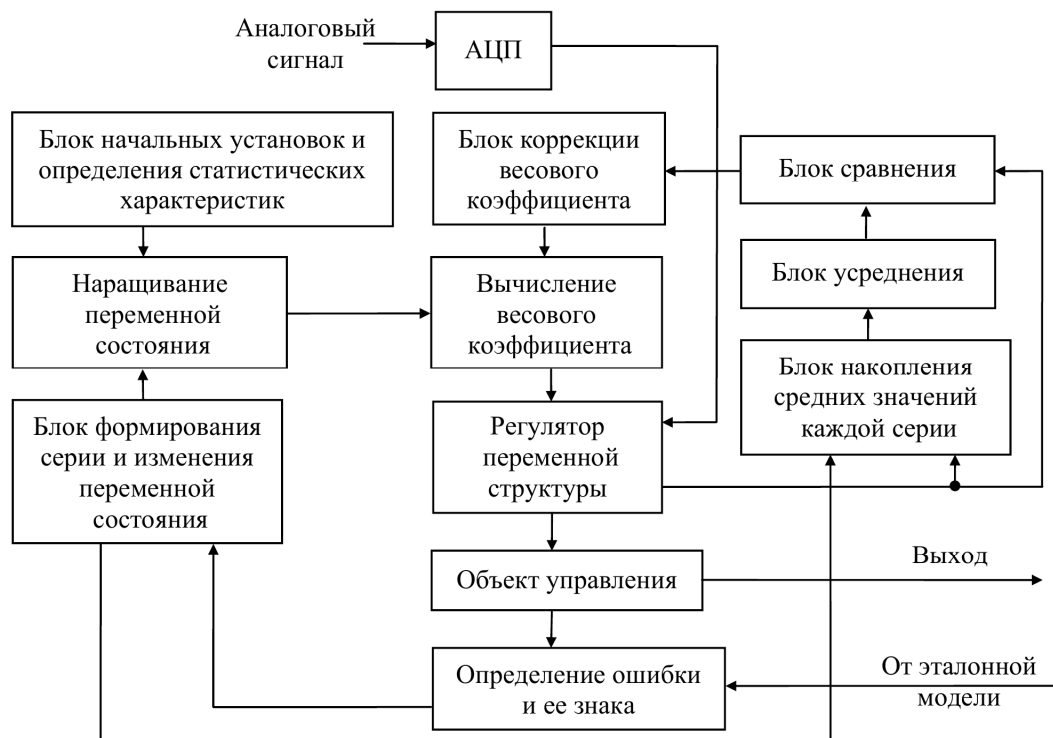 Аналоговый
сигнал
АЦП
Блок начальных установок и
определения статистических
характеристик
Блок коррекции
весового
коэффициента
Блок сравнения
Блок усреднения
Наращивание
переменной
состояния
Вычисление
весового
коэффициента
Блок накопления
средних значений
каждой серии
Блок формирования
серии и изменения
переменной
состояния
Регулятор
переменной
структуры
Объект управления
Выход
Определение ошибки
и ее знака
От эталонной
модели